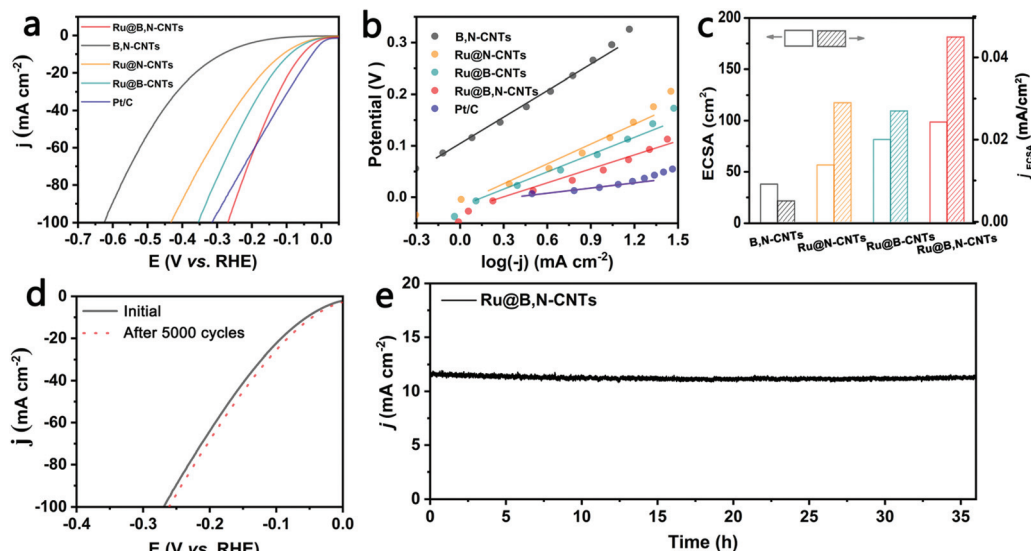 a
Ru@B,N-CNTs
B,N-CNTs
Ru@N-CNTs
Ru@B-CNTs
Pt/C
0
-20
-40
-60
-80
-100
j (mA cm-2)
-0.7 -0.6 -0.5 -0.4 -0.3 -0.2 -0.1 0.0
E (V vs. RHE)
b
B,N-CNTs
Ru@N-CNTs
Ru@B-CNTs
Ru@B,N-CNTs
Pt/C
0.3
0.2
0.1
0.0
Potential (V)
-0.3 0.0 0.3 0.6 0.9 1.2 1.5
log(-j) (mA cm-2)
c
200
150
100
50
0
ECSA (cm2)
0.04
0.02
0.00
j ECSA (mA/cm2)
B,N-CNTs Ru@N-CNTs Ru@B-CNTs Ru@B,N-CNTs
d
Initial
After 5000 cycles
0
-20
-40
-60
-80
-100
j (mA cm-2)
-0.4 -0.3 -0.2 -0.1 0.0
E (V vs. RHE)
e
Ru@B,N-CNTs
20
15
10
5
0
j (mA cm-2)
0 5 10 15 20 25 30 35
Time (h)